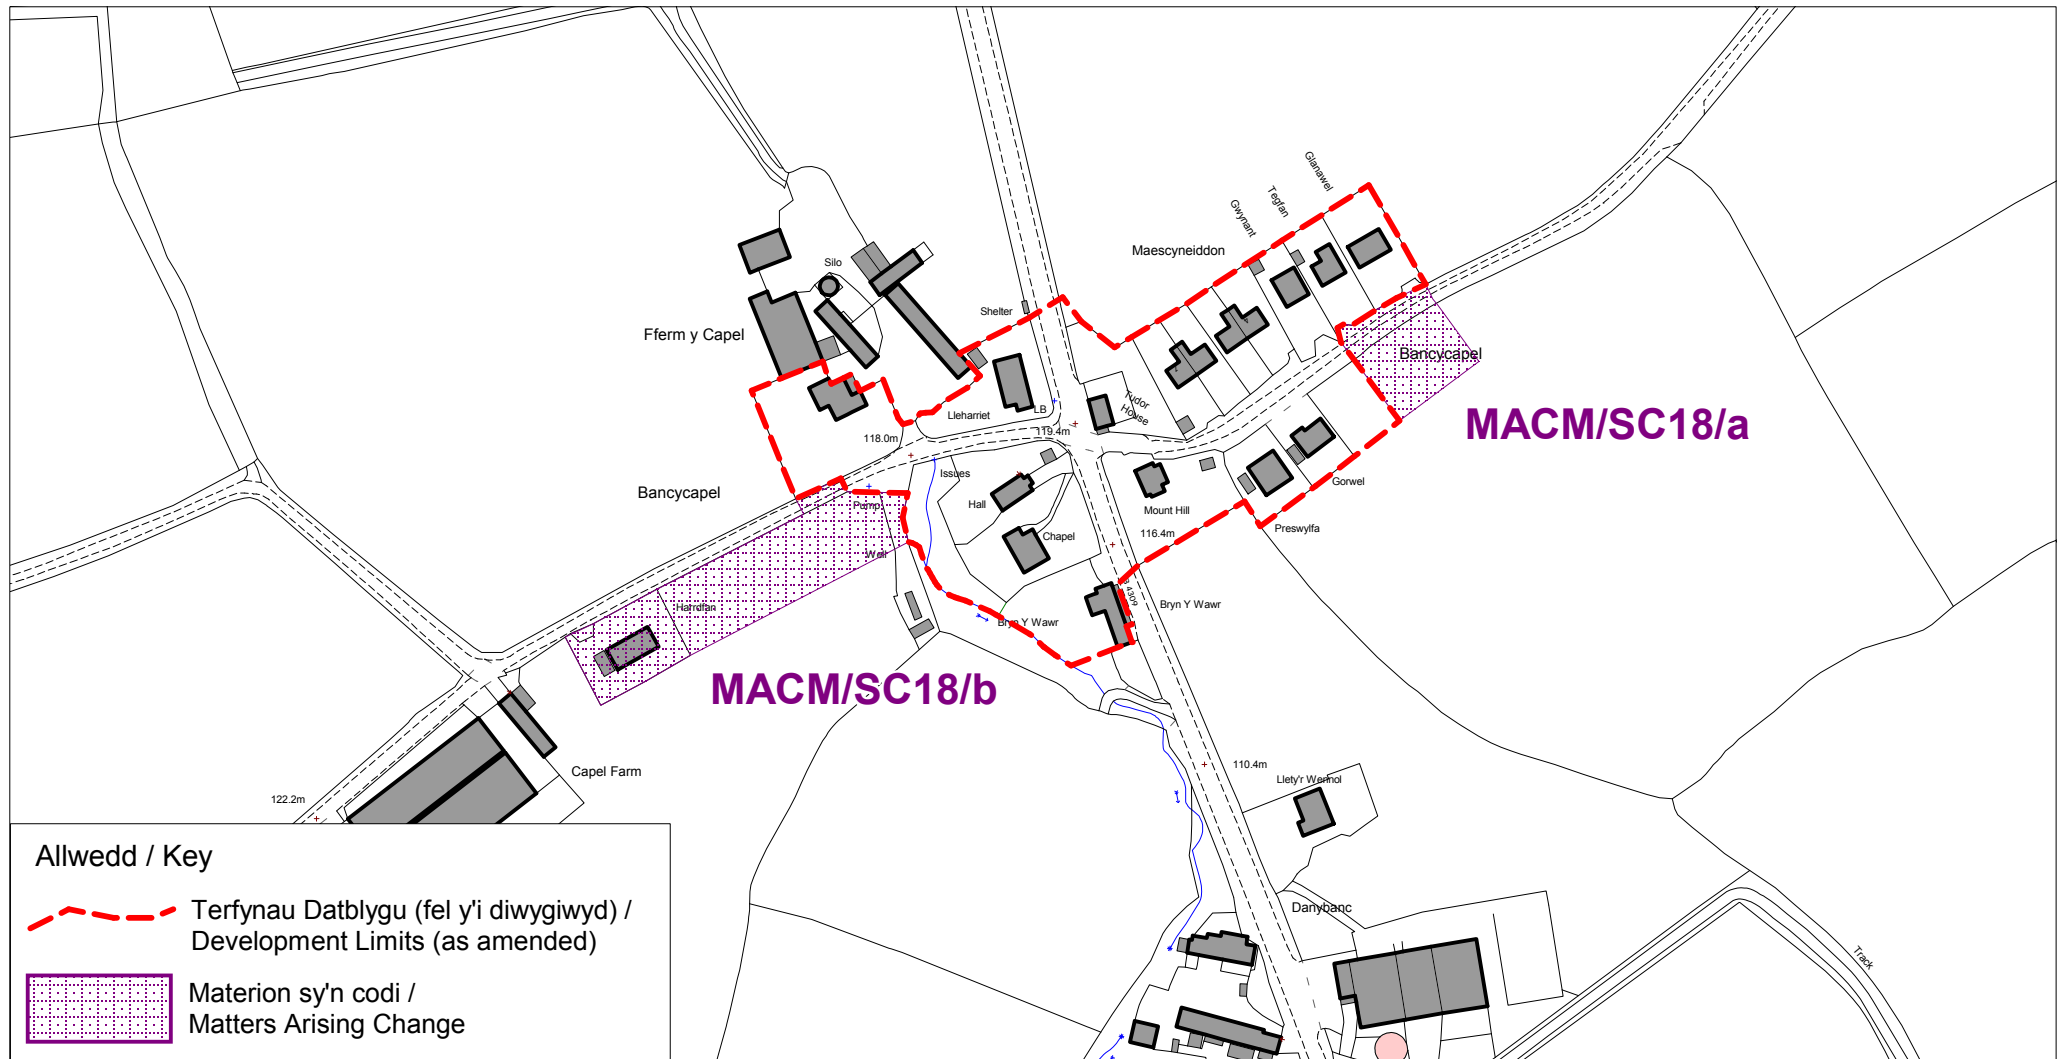 Glanawel
Tegfan
Gwynant
Maescyneiddon
Silo
Shelter
Fferm y Capel
Bancycapel
MACM/SC18/a
Tudor
House
Lleharriet
LB
119.4m
118.0m
Issues
Gorwel
Bancycapel
Hall
Mount Hill
Pump
Preswylfa
116.4m
Chapel
Well
B 4309
Harrdfan
Bryn Y Wawr
Bryn Y Wawr
MACM/SC18/b
110.4m
Capel Farm
Llety'r Wennol
122.2m
Danybanc
Track
Allwedd / Key
Terfynau Datblygu (fel y'i diwygiwyd) /
Development Limits (as amended)
Materion sy'n codi /
Matters Arising Change